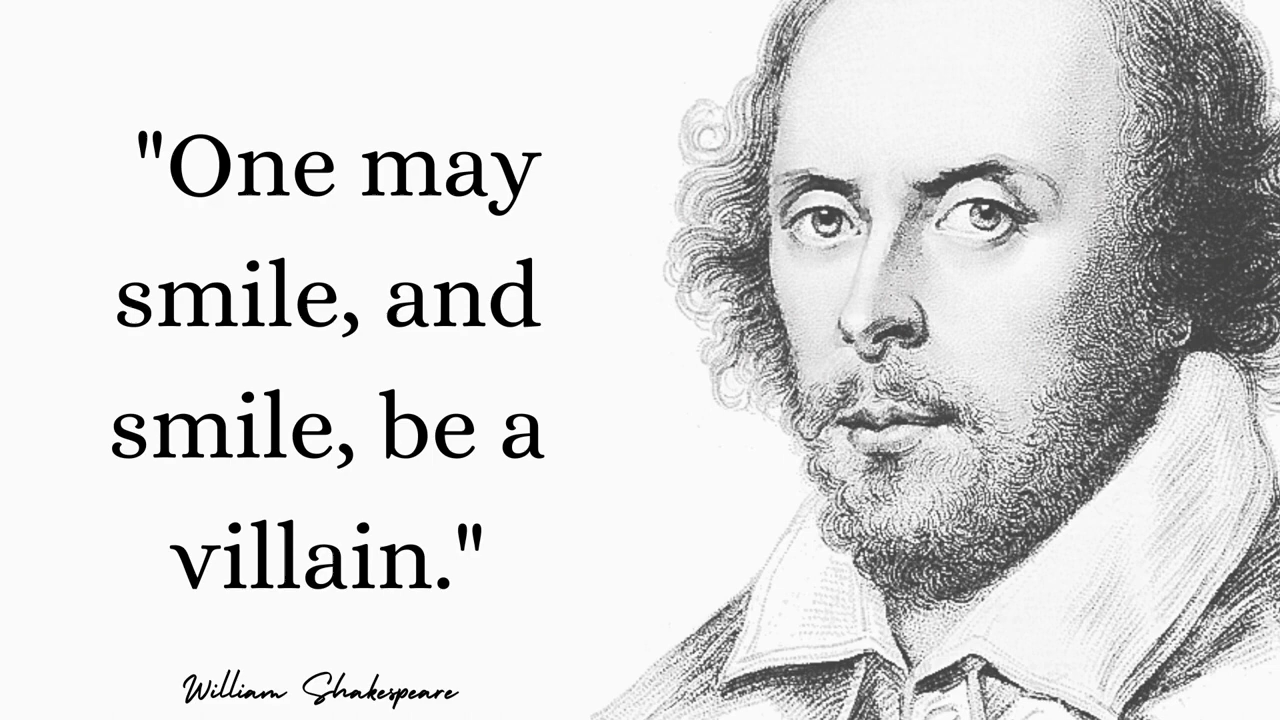 "One may
smile, and
smile, be a
villain."
William Shakespeare